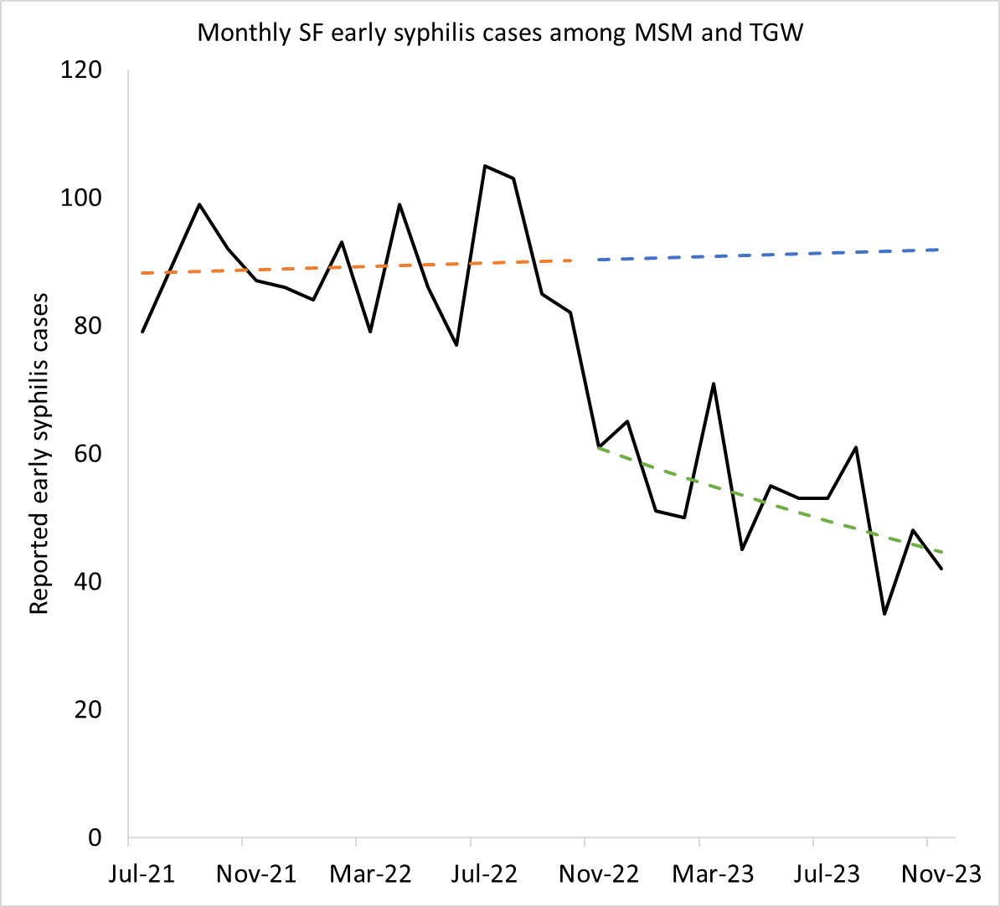 Monthly SF early syphilis cases among MSM and TGW
120
100
80
60
40
20
0
Reported early syphilis cases
Jul-21 Nov-21 Mar-22 Jul-22 Nov-22 Mar-23 Jul-23 Nov-23